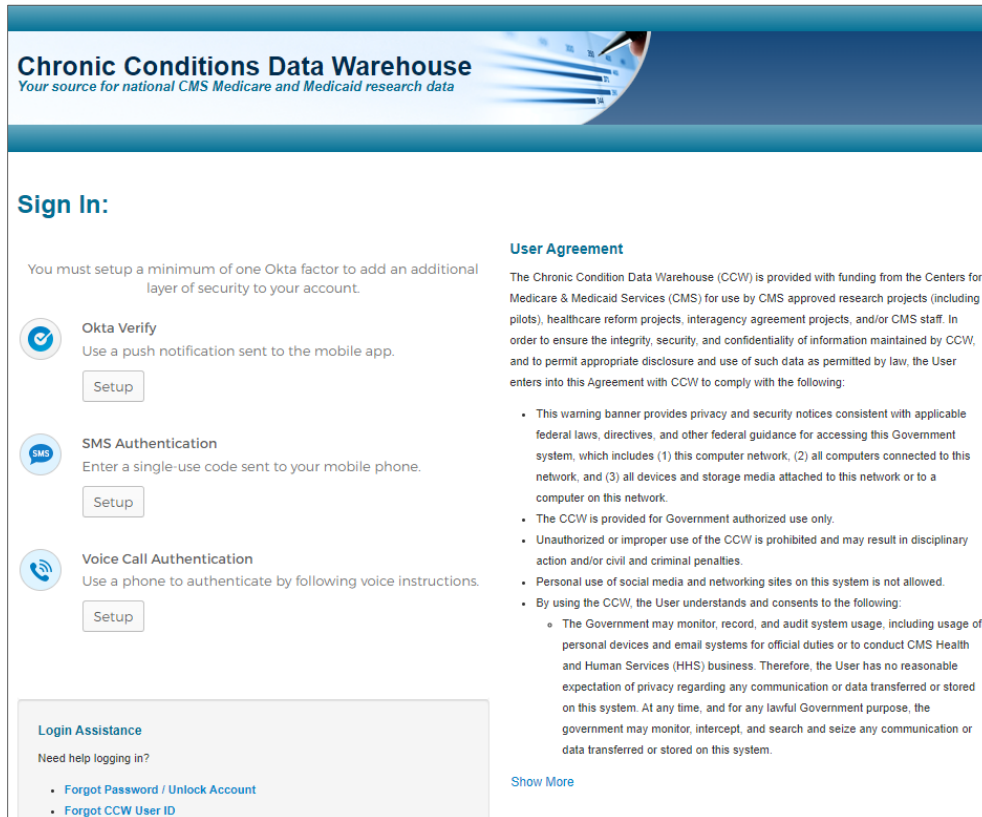 Chronic Conditions Data Warehouse
Your source for national CMS Medicare and Medicaid research data
Sign In:
You must setup a minimum of one Okta factor to add an additional
layer of security to your account.
Okta Verify
Use a push notification sent to the mobile app.
Setup
SMS
SMS Authentication
Enter a single-use code sent to your mobile phone.
Setup
Voice Call Authentication
Use a phone to authenticate by following voice instructions.
Setup
Login Assistance
Need help logging in?
• Forgot Password / Unlock Account
• Forgot CCW User ID
User Agreement
The Chronic Condition Data Warehouse (CCW) is provided with funding from the Centers for
Medicare & Medicaid Services (CMS) for use by CMS approved research projects (including
pilots), healthcare reform projects, interagency agreement projects, and/or CMS staff. In
order to ensure the integrity, security, and confidentiality of information maintained by CCW,
and to permit appropriate disclosure and use of such data as permitted by law, the User
enters into this Agreement with CCW to comply with the following:
• This warning banner provides privacy and security notices consistent with applicable
federal laws, directives, and other federal guidance for accessing this Government
system, which includes (1) this computer network, (2) all computers connected to this
network, and (3) all devices and storage media attached to this network or to a
computer on this network.
• The CCW is provided for Government authorized use only.
• Unauthorized or improper use of the CCW is prohibited and may result in disciplinary
action and/or civil and criminal penalties.
• Personal use of social media and networking sites on this system is not allowed.
• By using the CCW, the User understands and consents to the following:
◦ The Government may monitor, record, and audit system usage, including usage of
personal devices and email systems for official duties or to conduct CMS Health
and Human Services (HHS) business. Therefore, the User has no reasonable
expectation of privacy regarding any communication or data transferred or stored
on this system. At any time, and for any lawful Government purpose, the
government may monitor, intercept, and search and seize any communication or
data transferred or stored on this system.
Show More